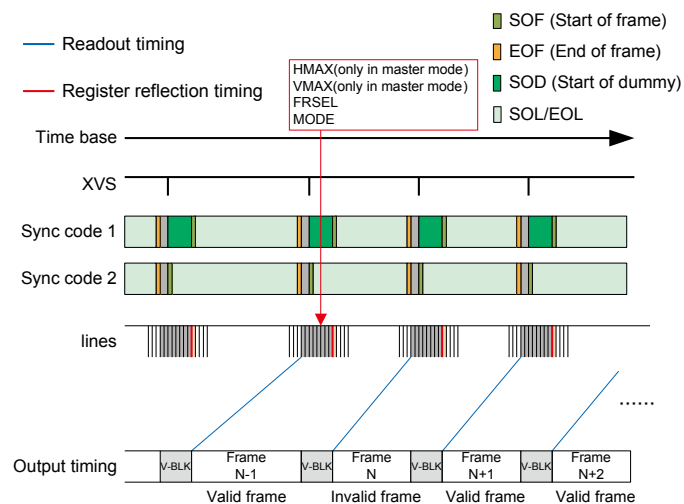 SOF (Start of frame)
Readout timing
EOF (End of frame)
HMAX(only in master mode)
VMAX(only in master mode)
FRSEL
MODE
Register reflection timing
SOD (Start of dummy)
SOL/EOL
Time base
XVS
Sync code 1
Sync code 2
lines
......
Output timing
V-BLK
Frame
N-1
V-BLK
Frame
N
V-BLK
Frame
N+1
V-BLK
Frame
N+2
Valid frame
Invalid frame
Valid frame
Valid frame